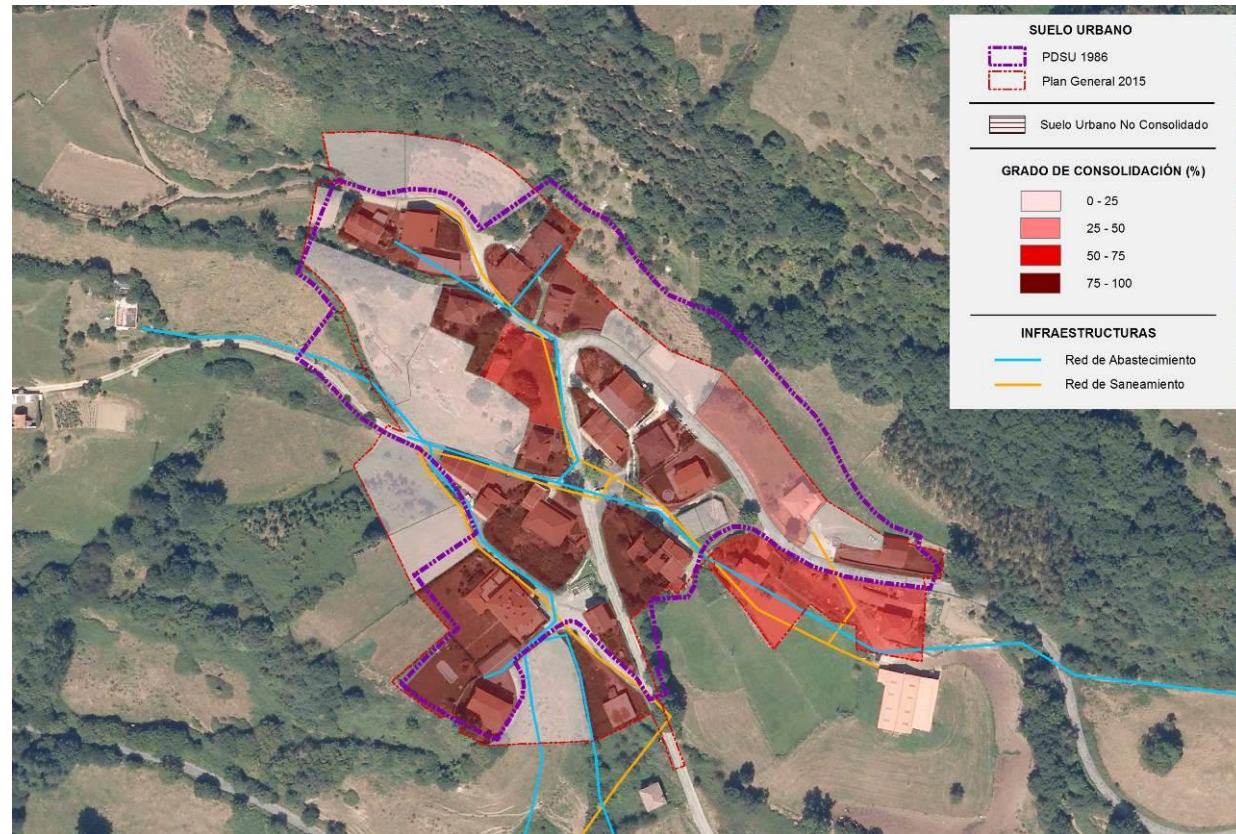 SUELO URBANO
PDSU 1986
Plan General 2015
Suelo Urbano No Consolidado
GRADO DE CONSOLIDACIÓN (%)
0 - 25
25 - 50
50 - 75
75 - 100
INFRAESTRUCTURAS
Red de Abastecimiento
Red de Saneamiento